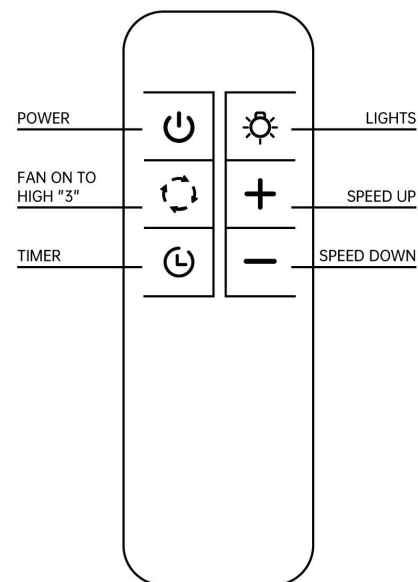 POWER
LIGHTS
FAN ON TO
HIGH "3"
SPEED UP
TIMER
SPEED DOWN